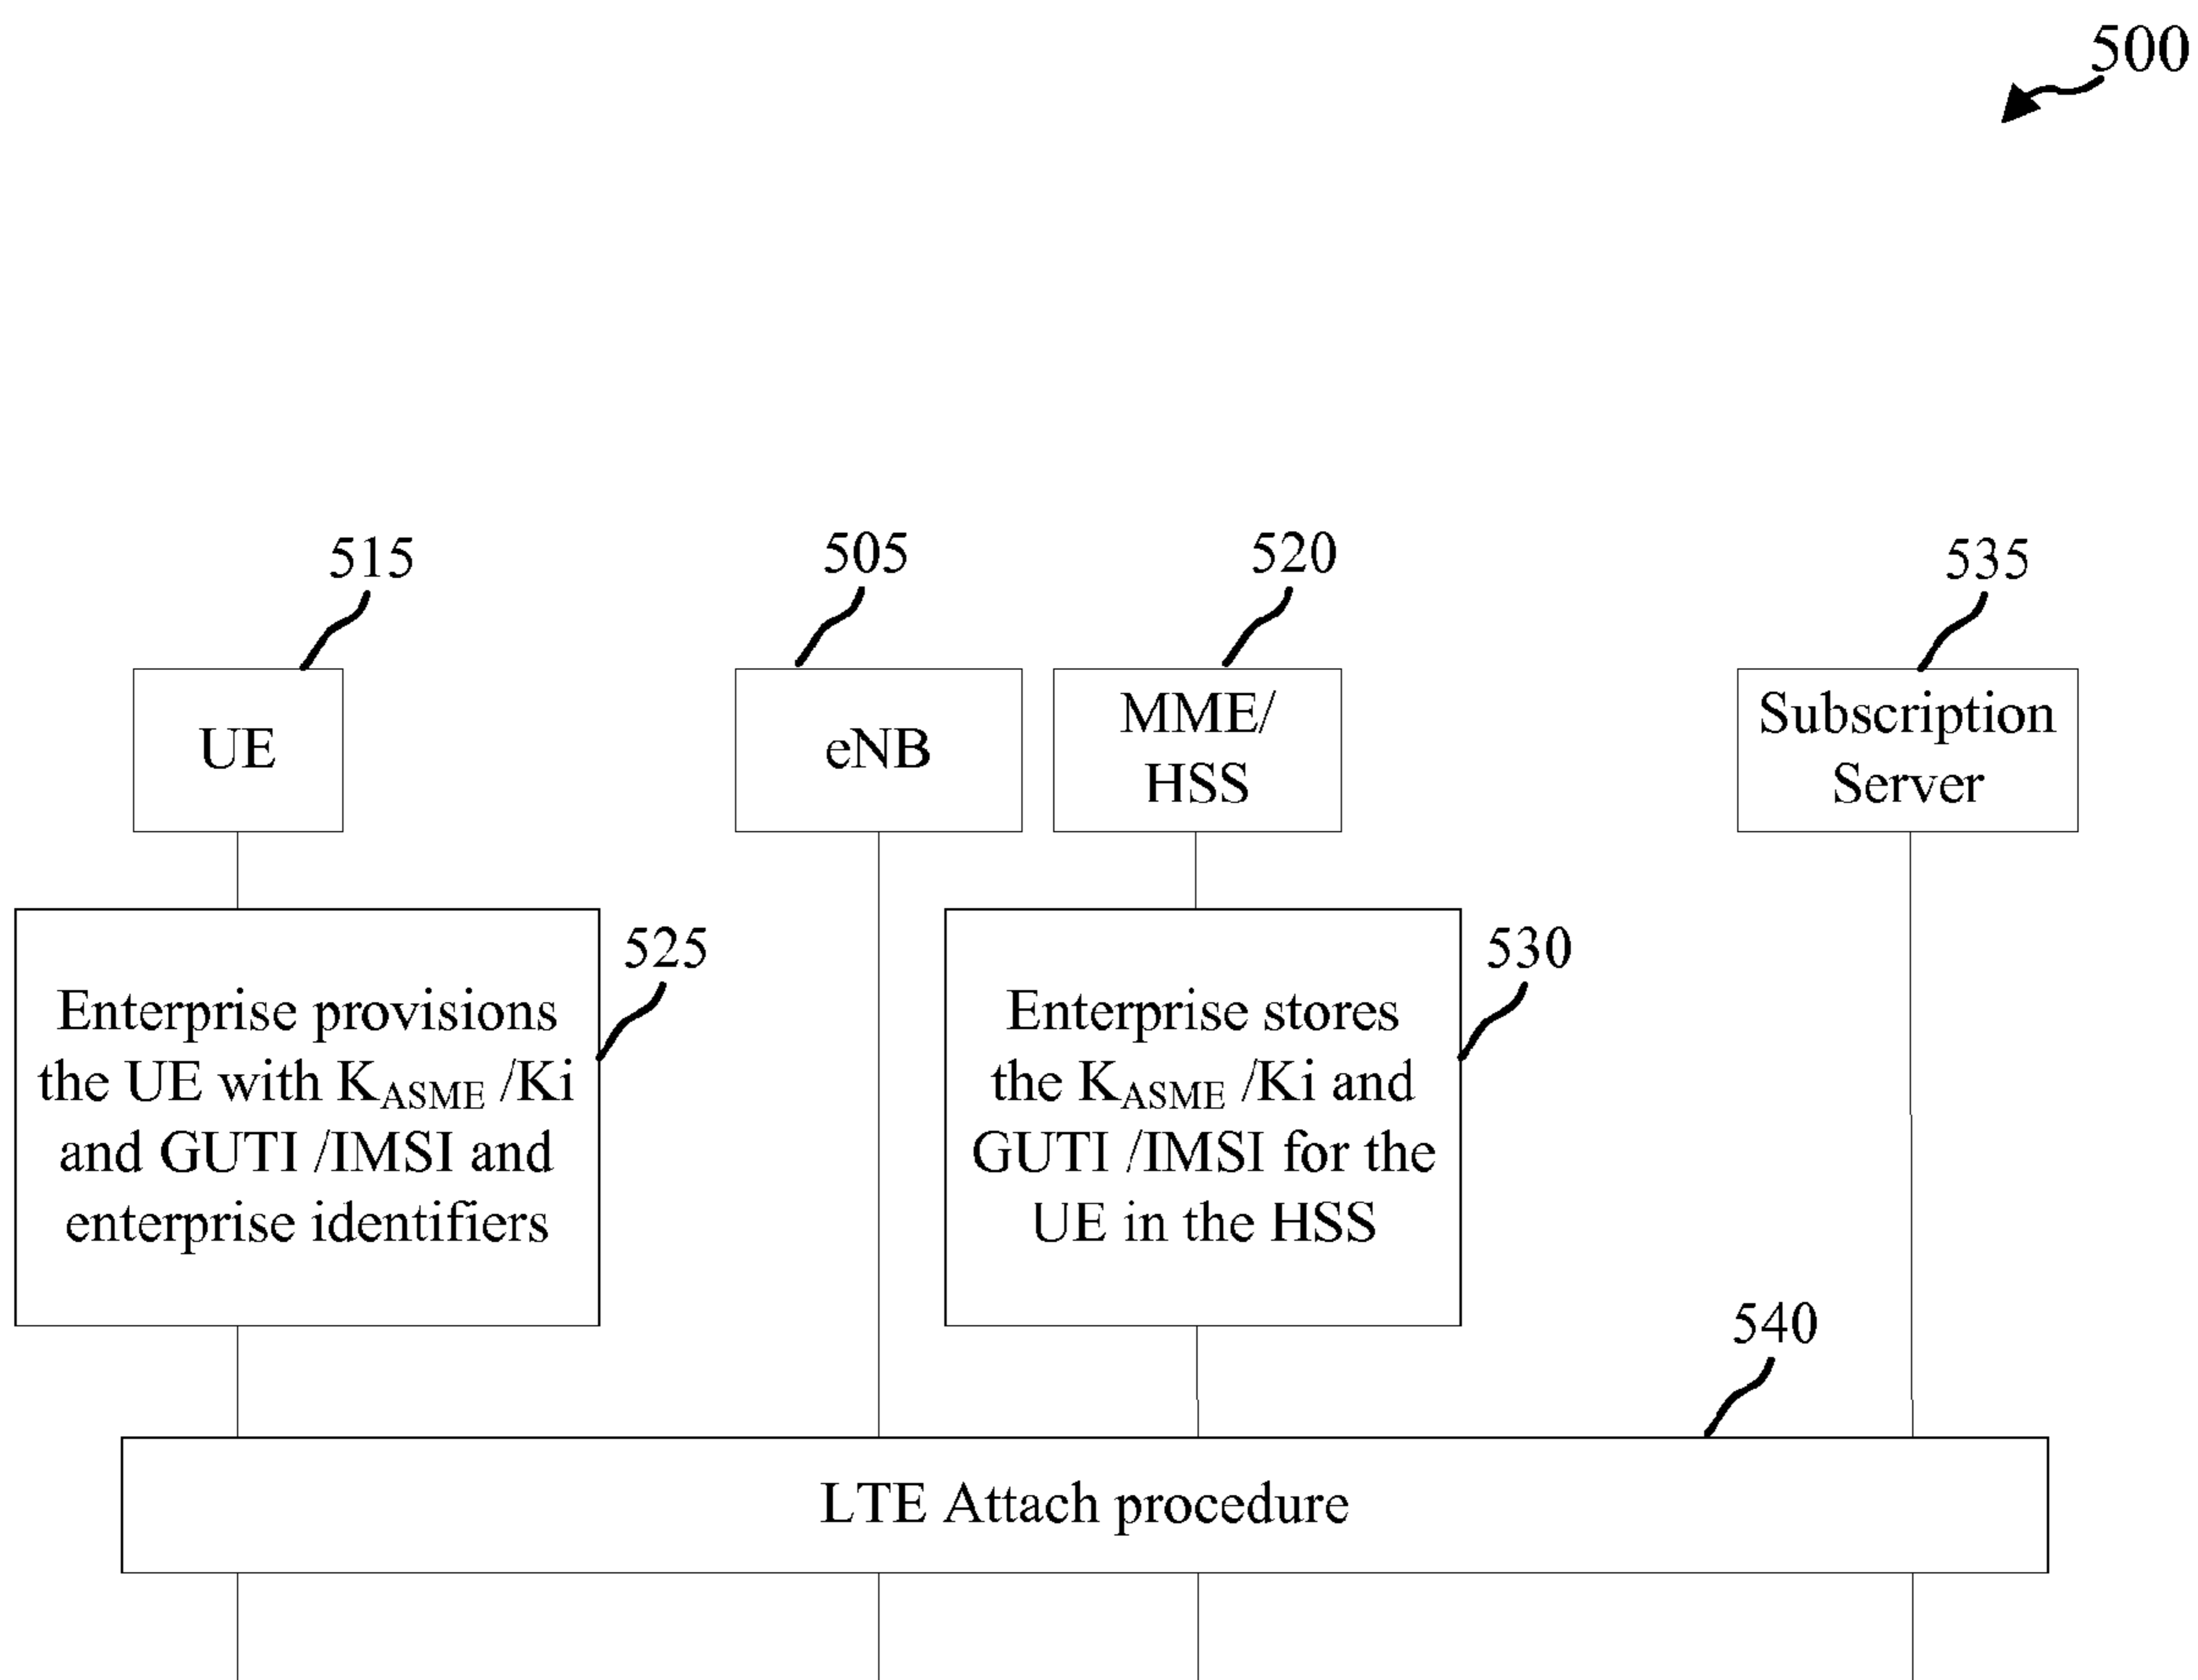 500
515
505
520
535
UE
eNB
MME/
HSS
Subscription
Server
525
530
Enterprise provisions
the UE with KASME /Ki
and GUTI /IMSI and
enterprise identifiers
Enterprise stores
the KASME /Ki and
GUTI /IMSI for the
UE in the HSS
540
LTE Attach procedure